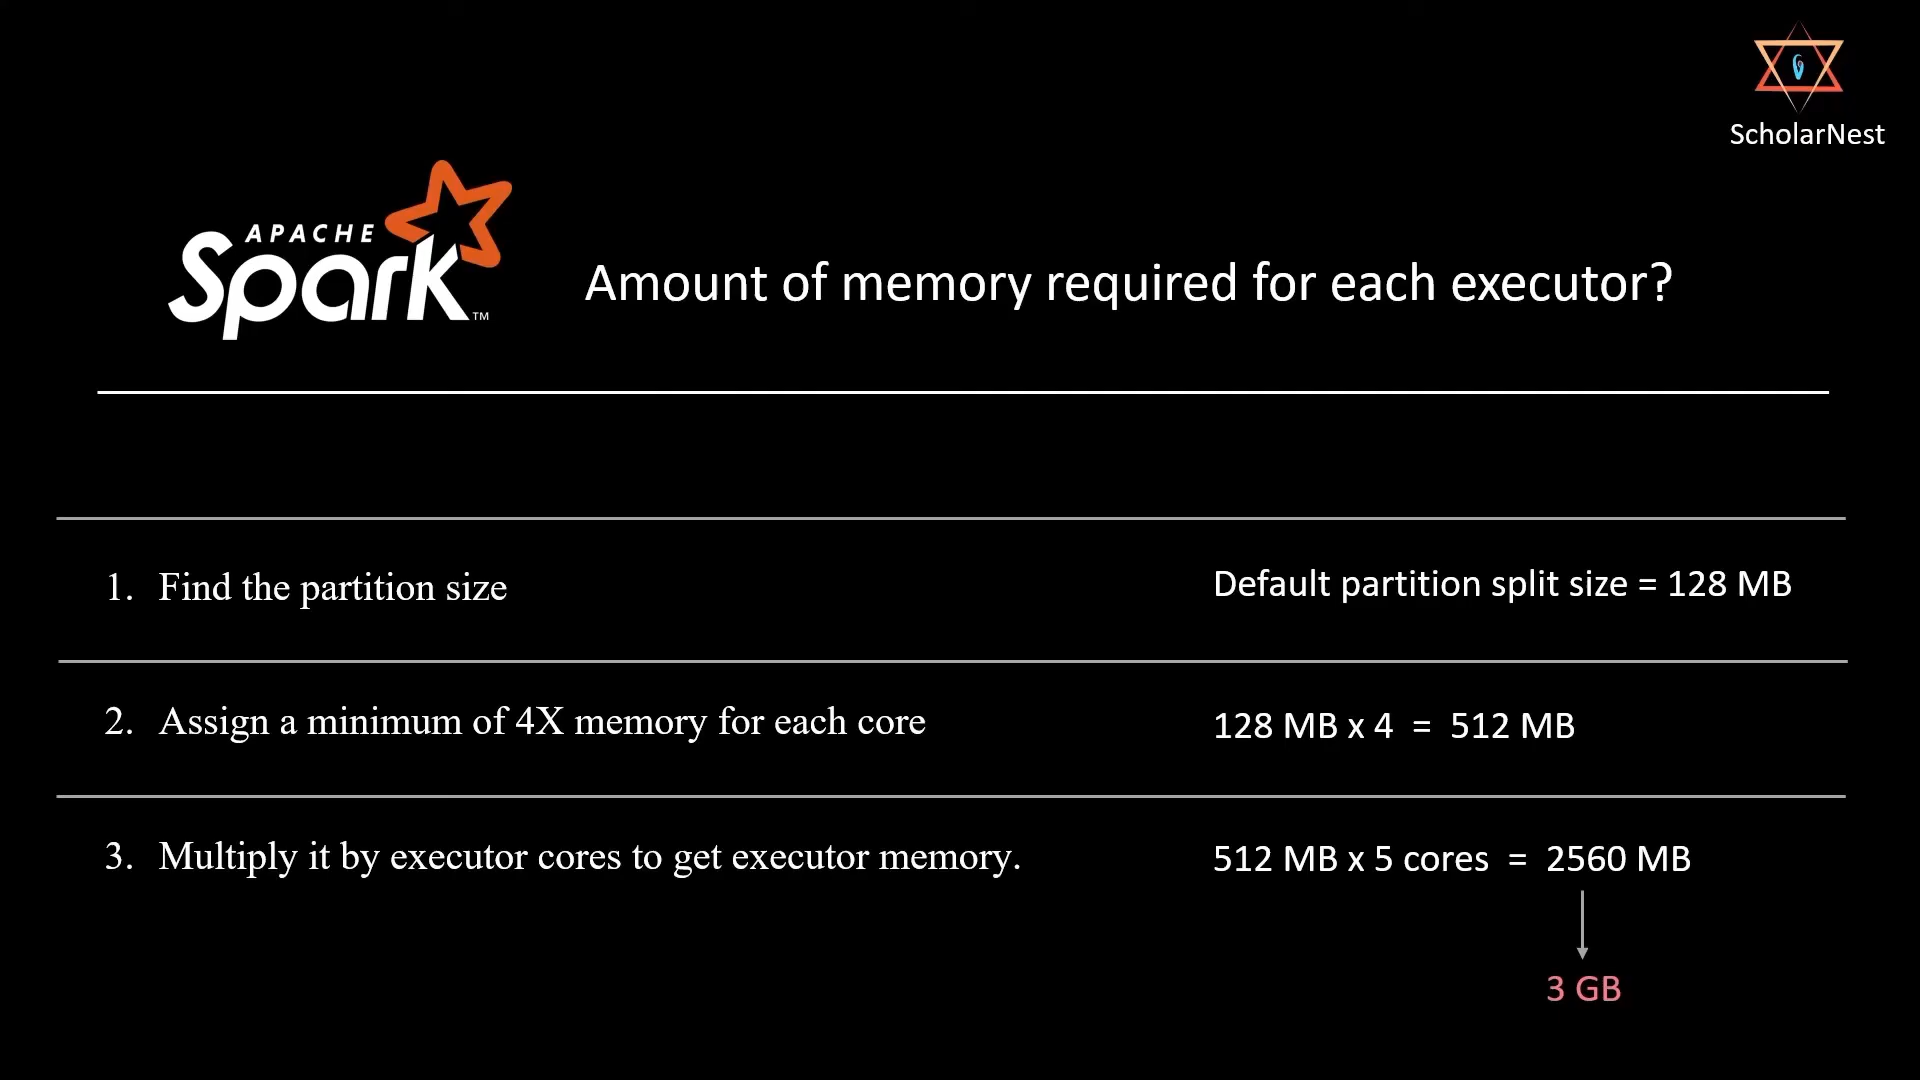 ScholarNest
APACHE
Spark™
Amount of memory required for each executor?
1. Find the partition size
Default partition split size = 128 MB
2. Assign a minimum of 4X memory for each core
128 MB x 4 = 512 MB
3. Multiply it by executor cores to get executor memory.
512 MB x 5 cores = 2560 MB
3 GB